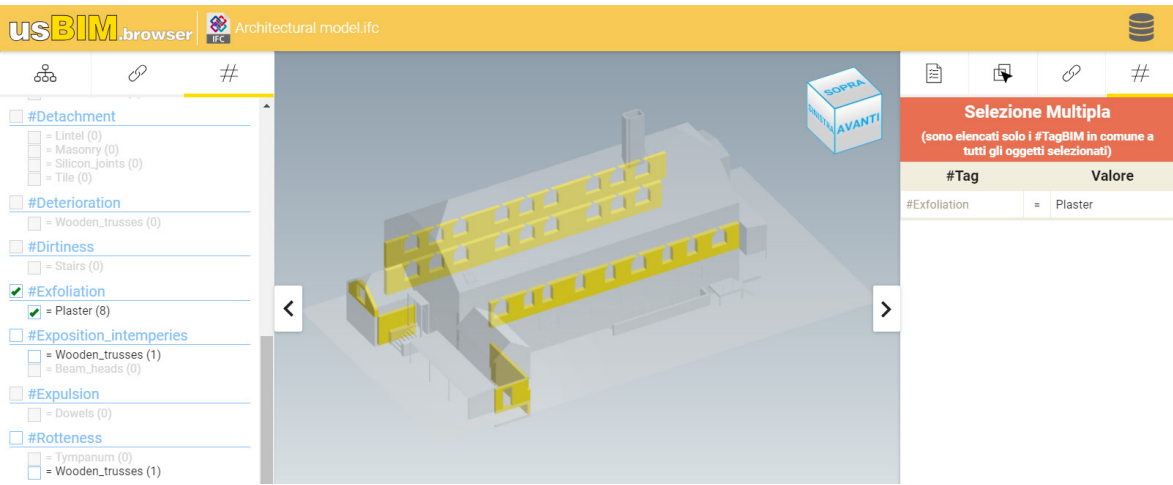 usBIM.browser
IFC
Architectural model.ifc
#
#Detachment
= Lintel (0)
= Masonry (0)
= Silicon_joints (0)
= Tile (0)
#Deterioration
= Wooden_trusses (0)
#Dirtiness
= Stairs (0)
#Exfoliation
= Plaster (8)
#Exposition_intemperies
= Wooden_trusses (1)
= Beam_heads (0)
#Expulsion
= Dowels (0)
#Rotteness
= Tympanum (0)
= Wooden_trusses (1)
SOPRA
SINISTRA
AVANTI
#
Selezione Multipla
(sono elencati solo i #TagBIM in comune a
tutti gli oggetti selezionati)
#Tag Valore
#Exfoliation = Plaster